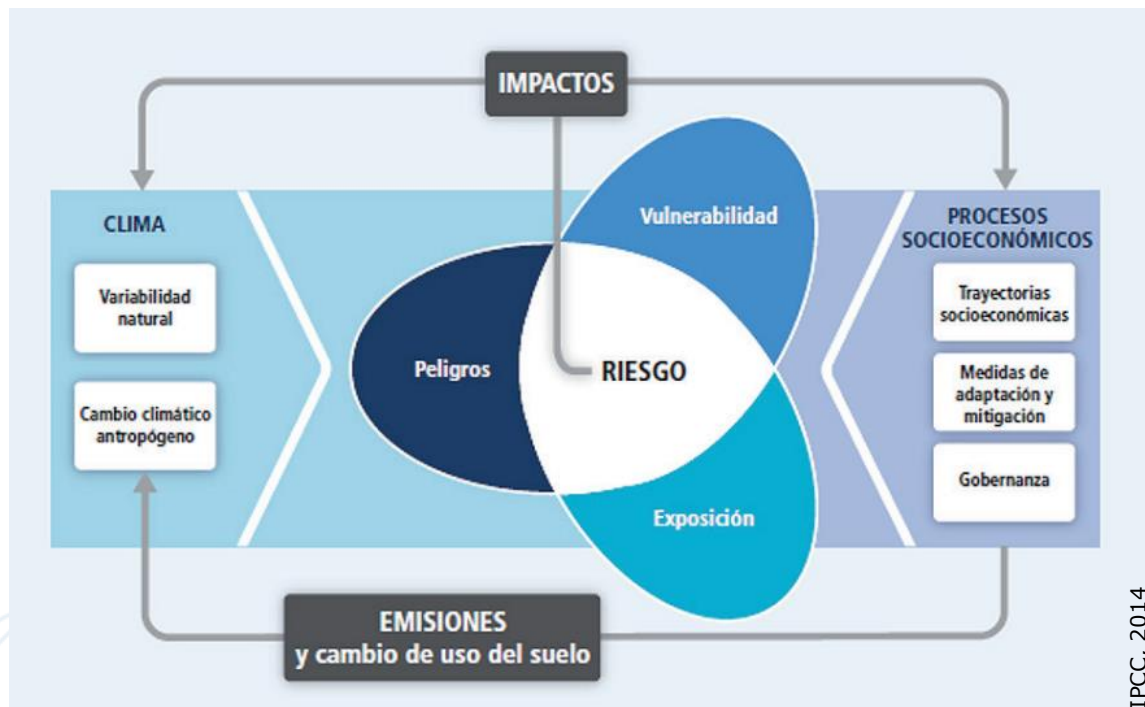 IMPACTOS
CLIMA
Variabilidad
natural
Cambio climático
antropógeno
Vulnerabilidad
Peligros
RIESGO
Exposición
PROCESOS
SOCIOECONÓMICOS
Trayectorias
socioeconómicas
Medidas de
adaptación y
mitigación
Gobernanza
EMISIONES
y cambio de uso del suelo
IPCC, 2014